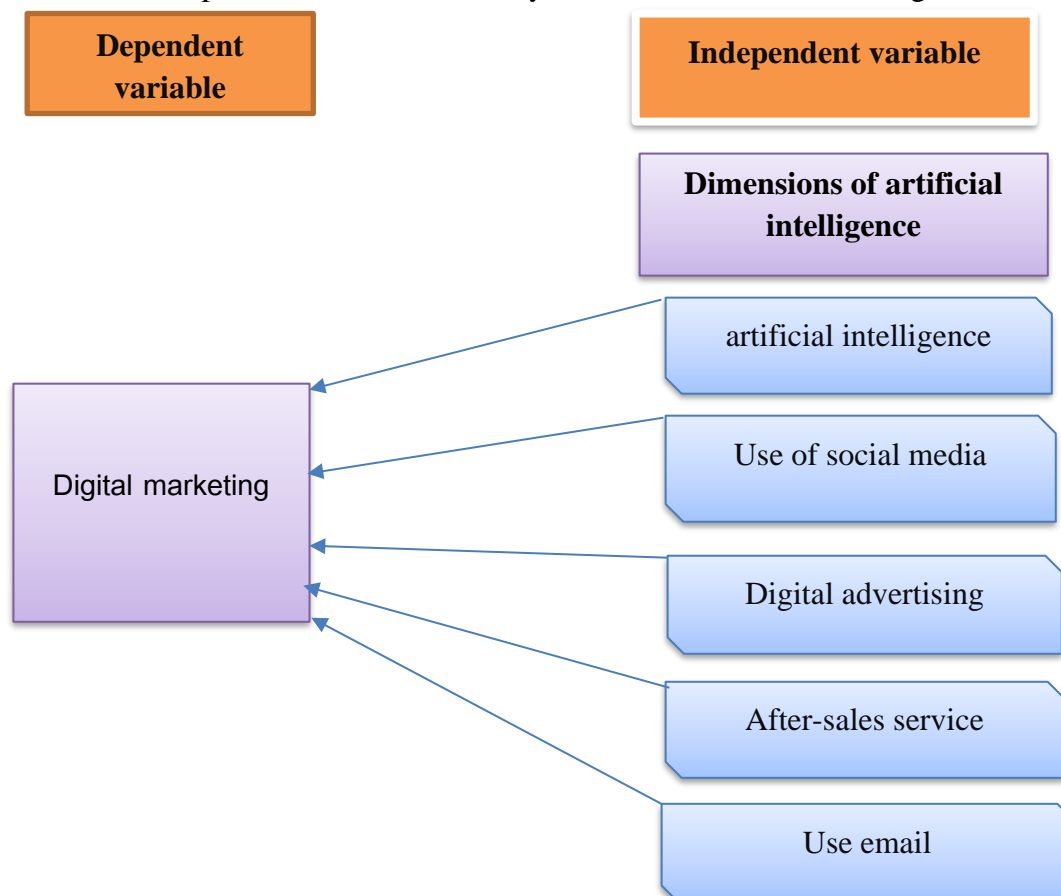 Dependent
variable
Independent variable
Dimensions of artificial
intelligence
artificial intelligence
Use of social media
Digital marketing
Digital advertising
After-sales service
Use email